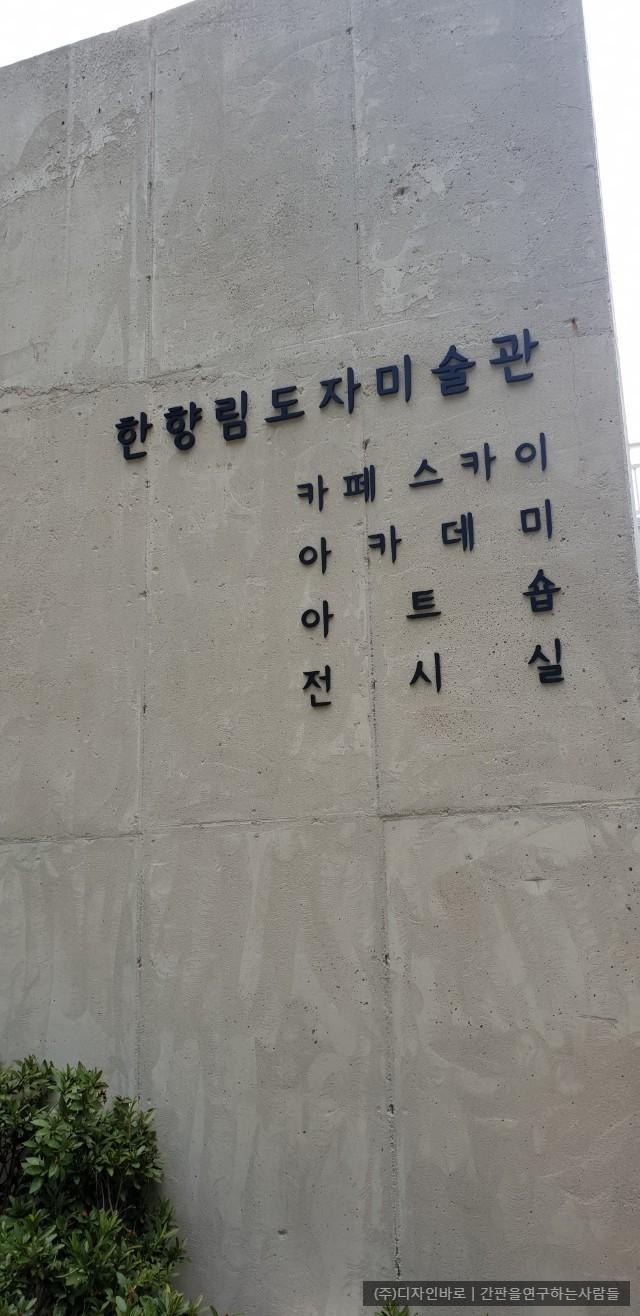 한향림도자미술관
카페 스카이
아카데미
아트숍
전시실
(주)디자인바로 | 간판을연구하는사람들